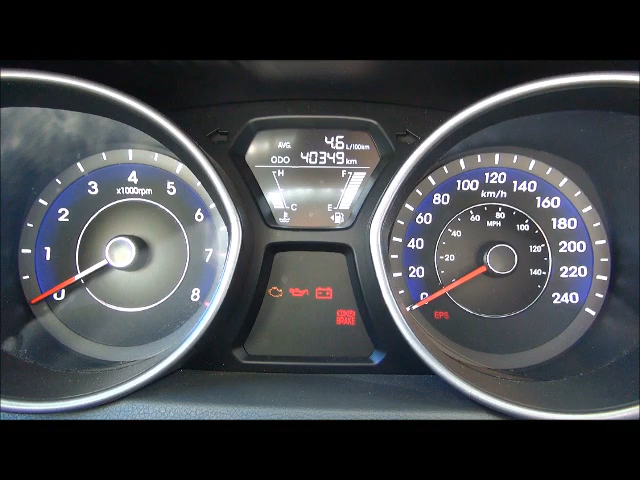 AVG. 4.6 L/100km
ODO 40349 km
H F
C E
0 1 2 3 4 5 6 7 8
x1000rpm
0 20 40 60 80 100 120 140 160 180 200 220 240
km/h
20 40 60 80 100 120 140
MPH
BRAKE
EPS